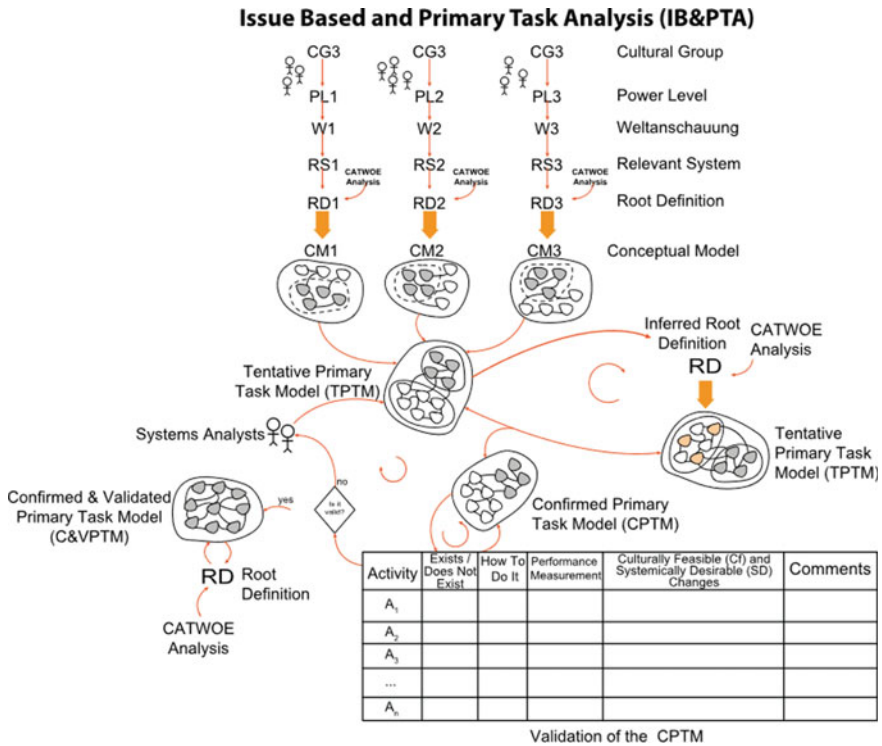 Issue Based and Primary Task Analysis (IB&PTA)
CG3 CG3 CG3 Cultural Group
PL1 PL2 PL3 Power Level
W1 W2 W3 Weltanschauung
RS1 RS2 RS3 Relevant System
CATWOE CATWOE CATWOE
Analysis Analysis Analysis
RD1 RD2 RD3 Root Definition
CM1 CM2 CM3 Conceptual Model
Inferred Root
Definition
CATWOE
Analysis
RD
Tentative Primary
Task Model (TPTM)
Systems Analysts
Tentative
Primary Task
Model (TPTM)
no
Is it
valid?
yes
Confirmed & Validated
Primary Task Model
(C&VPTM)
Confirmed Primary
Task Model (CPTM)
RD Root
Definition
CATWOE
Analysis
Activity
Exists /
Does Not
Exist
How To
Do It
Performance
Measurement
Culturally Feasible (Cf) and
Systemically Desirable (SD)
Changes
Comments
A1
A2
A3
...
An
Validation of the CPTM